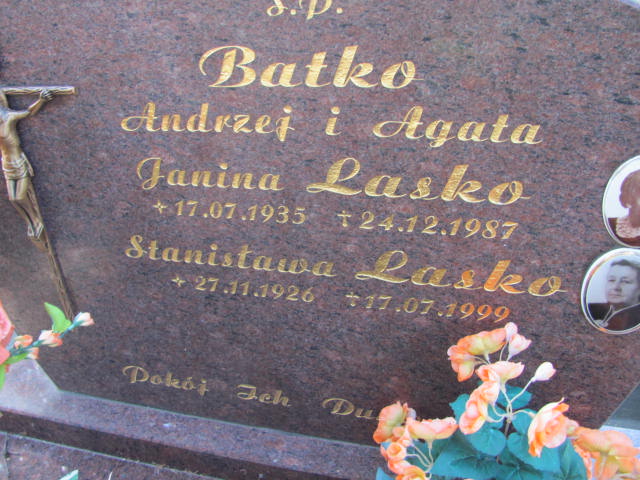 Ś.P.
Batko
Andrzej i Agata
Janina Lasko
+17.07.1935 +24.12.1987
Stanisława Lasko
+27.11.1926 +17.07.1999
Pokój Ich